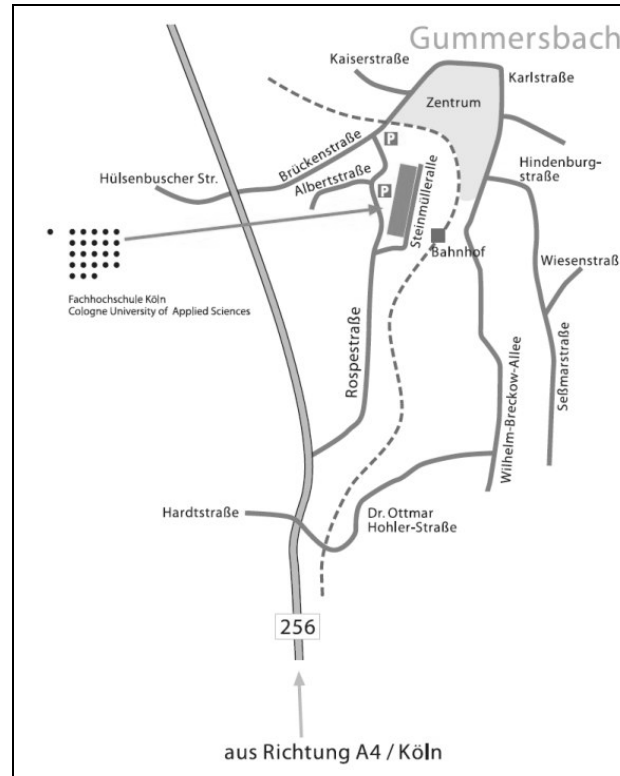 Gummersbach
Kaiserstraße
Karlstraße
Zentrum
P
Brückenstraße
Hindenburg-
straße
Hülsenbuscher Str.
Albertstraße
P
Steinmülleralle
Bahnhof
Wiesenstraß
Fachhochschule Köln
Cologne University of Applied Sciences
Rospestraße
Seßmarstraße
Wilhelm-Breckow-Allee
Hardtstraße
Dr. Ottmar
Hohler-Straße
256
aus Richtung A4 / Köln